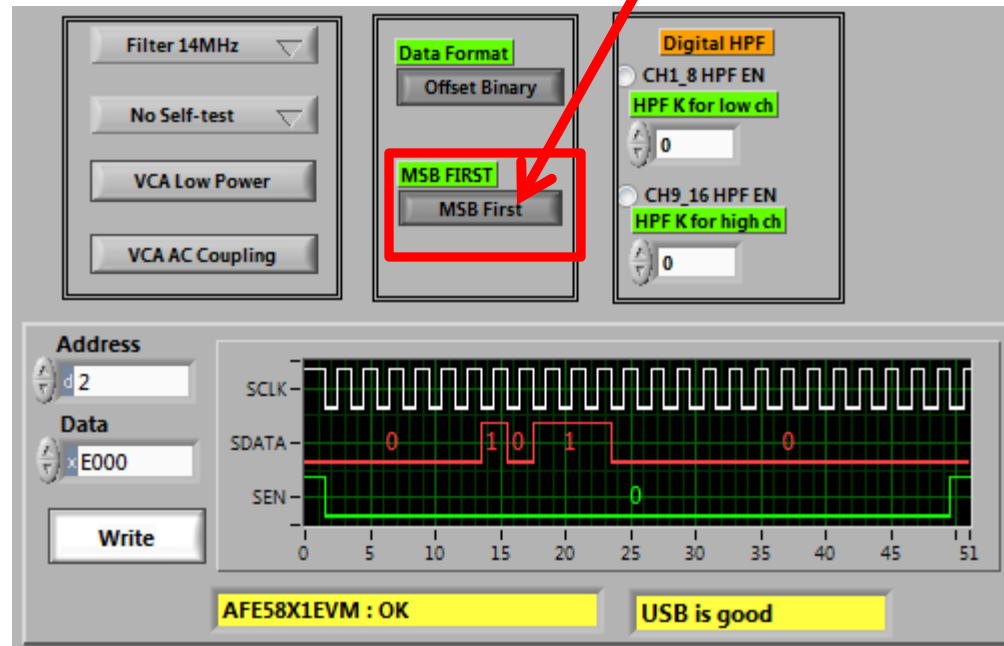 Filter 14MHz
No Self-test
VCA Low Power
VCA AC Coupling
Data Format
Offset Binary
MSB FIRST
MSB First
Digital HPF
CH1_8 HPF EN
HPF K for low ch
0
CH9_16 HPF EN
HPF K for high ch
0
Address
d 2
Data
x E000
Write
SCLK
SDATA
SEN
0 1 0 1 0
0
0 5 10 15 20 25 30 35 40 45 51
AFE58X1EVM : OK
USB is good